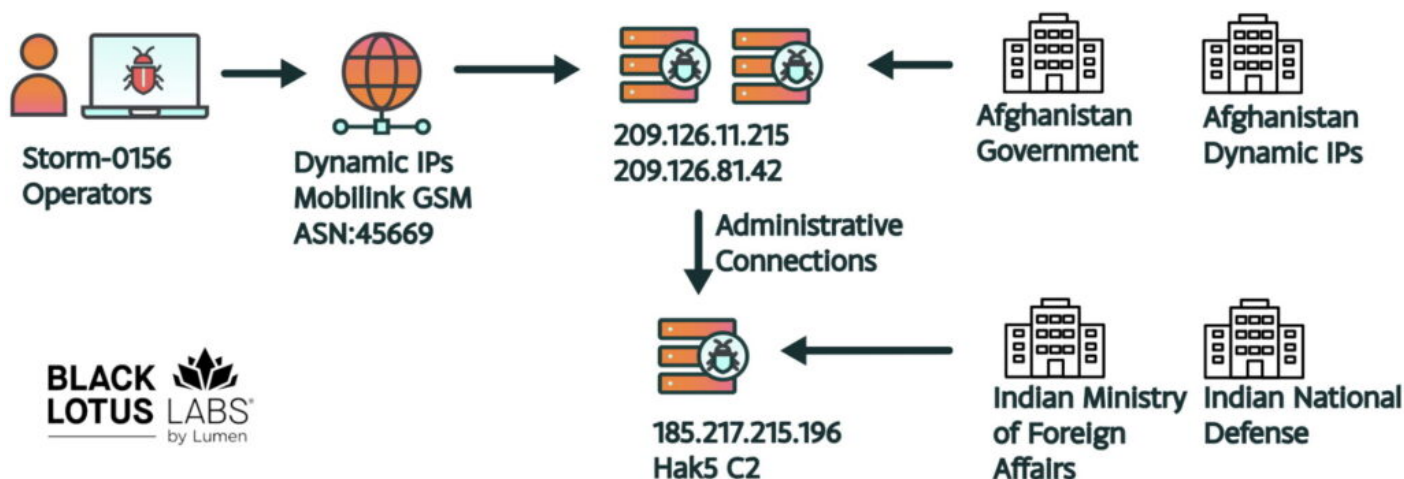 Storm-0156
Operators
Dynamic IPs
Mobilink GSM
ASN:45669
209.126.11.215
209.126.81.42
Afghanistan
Government
Afghanistan
Dynamic IPs
Administrative
Connections
185.217.215.196
Hak5 C2
Indian Ministry
of Foreign
Affairs
Indian National
Defense
BLACK
LOTUS LABS®
by Lumen